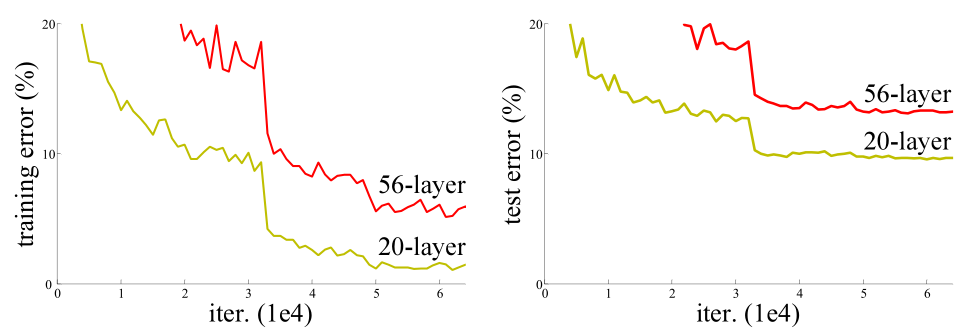 20
10
0
training error (%)
56-layer
20-layer
0 1 2 3 4 5 6
iter. (1e4)
20
10
0
test error (%)
56-layer
20-layer
0 1 2 3 4 5 6
iter. (1e4)